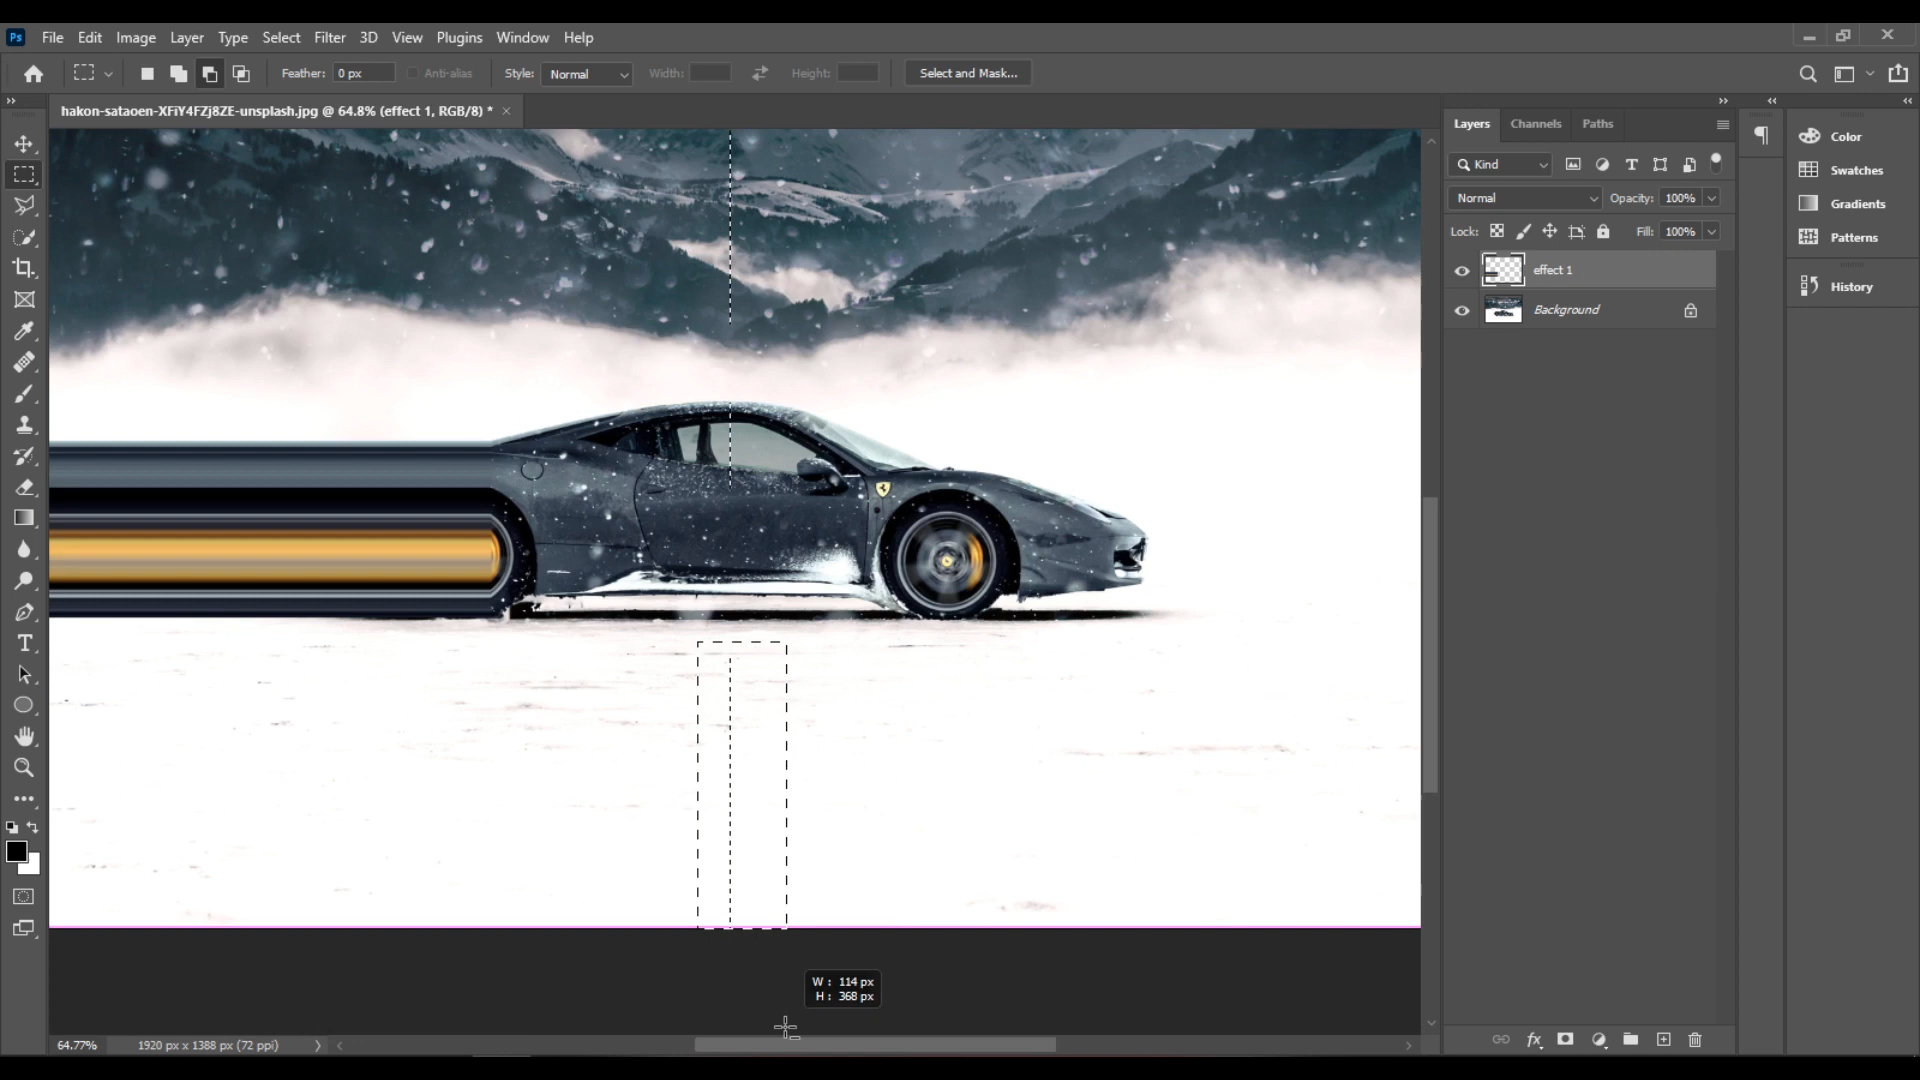 Ps File Edit Image Layer Type Select Filter 3D View Plugins Window Help
Feather: 0 px Anti-alias Style: Normal Width: Height: Select and Mask...
hakon-sataoen-XFiY4FZj8ZE-unsplash.jpg @ 64.8% (effect 1, RGB/8) * ×
Layers Channels Paths
Color
Kind
Swatches
Normal Opacity: 100%
Gradients
Lock: Fill: 100%
Patterns
effect 1
History
Background
W : 114 px
H : 368 px
64.77% 1920 px x 1388 px (72 ppi)